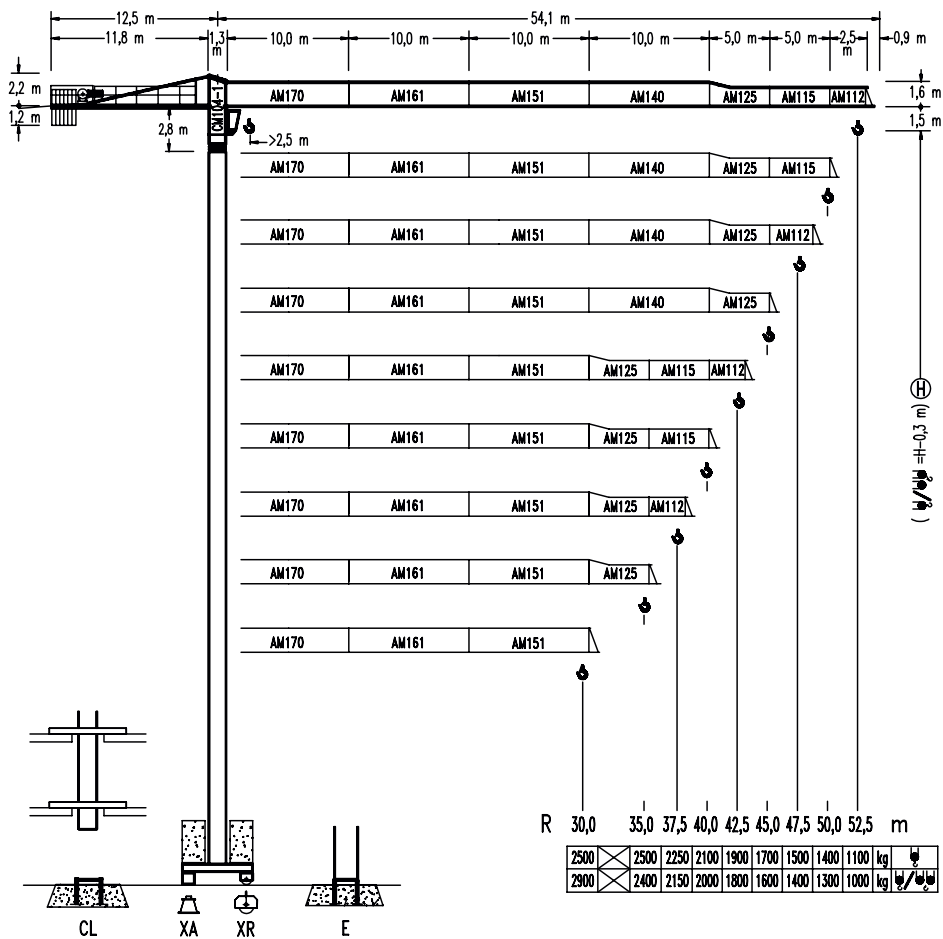 12,5 m 54,1 m
11,8 m 1,3 m 10,0 m 10,0 m 10,0 m 10,0 m 5,0 m 5,0 m 2,5 m 0,9 m
2,2 m 1,6 m
CM104-1 AM170 AM161 AM151 AM140 AM125 AM115 AM112
1,2 m 1,5 m
2,8 m >2,5 m
AM170 AM161 AM151 AM140 AM125 AM115
AM170 AM161 AM151 AM140 AM125 AM112
AM170 AM161 AM151 AM140 AM125
AM170 AM161 AM151 AM125 AM115 AM112
H
AM170 AM161 AM151 AM125 AM115
( / =H-0,3 m)
AM170 AM161 AM151 AM125 AM112
AM170 AM161 AM151 AM125
AM170 AM161 AM151
R 30,0 35,0 37,5 40,0 42,5 45,0 47,5 50,0 52,5 m
2500 2500 2250 2100 1900 1700 1500 1400 1100 kg
2900 2400 2150 2000 1800 1600 1400 1300 1000 kg /
CL XA XR E